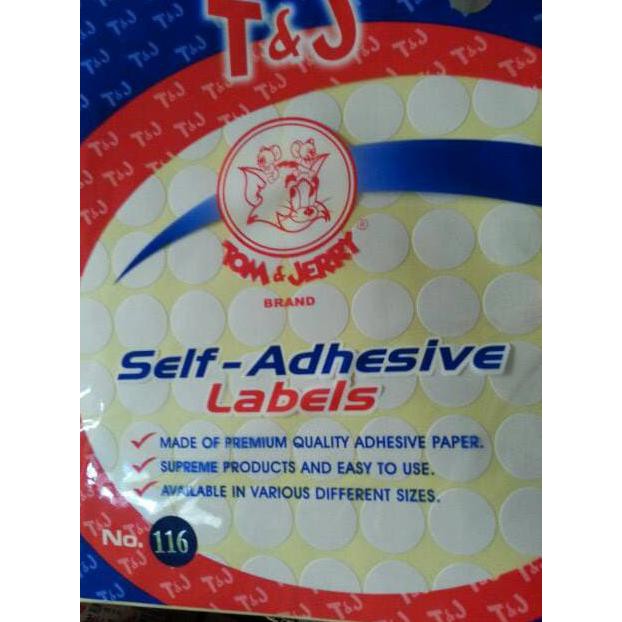 T&J
TOM & JERRY®
BRAND
Self-Adhesive
Labels
MADE OF PREMIUM QUALITY ADHESIVE PAPER.
SUPREME PRODUCTS AND EASY TO USE.
AVAILABLE IN VARIOUS DIFFERENT SIZES.
No. 116